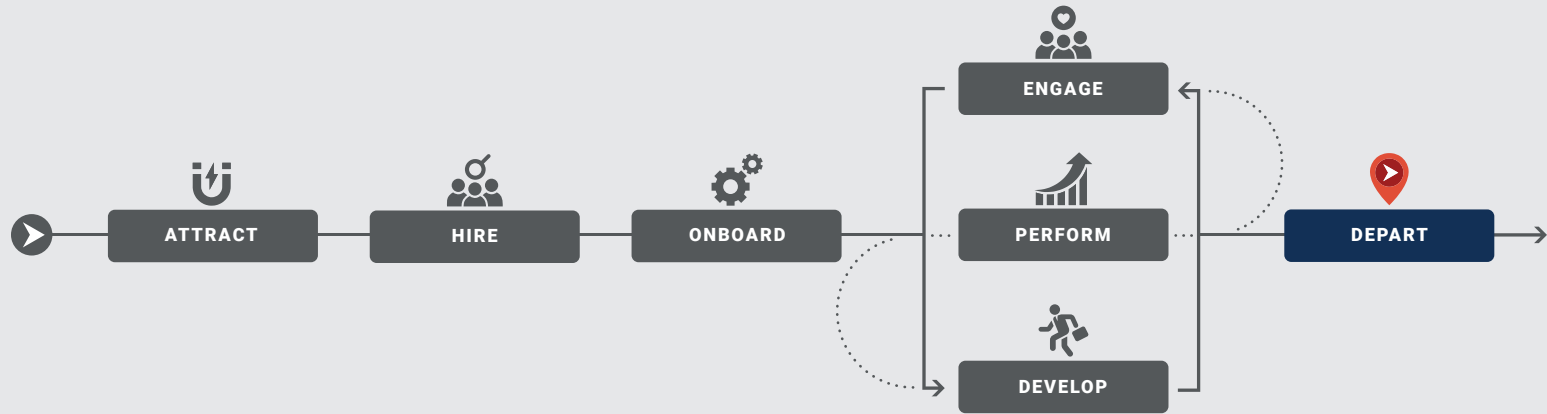 ATTRACT
HIRE
ONBOARD
ENGAGE
PERFORM
DEVELOP
DEPART